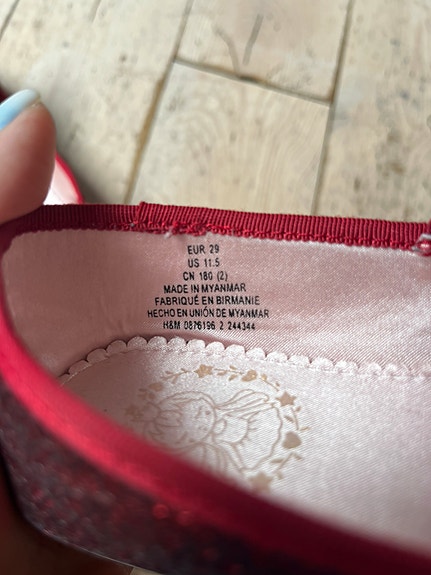 EUR 29
US 11.5
CN 180 (2)
MADE IN MYANMAR
FABRIQUÉ EN BIRMANIE
HECHO EN UNIÓN DE MYANMAR
H&M 0876196 2 244344